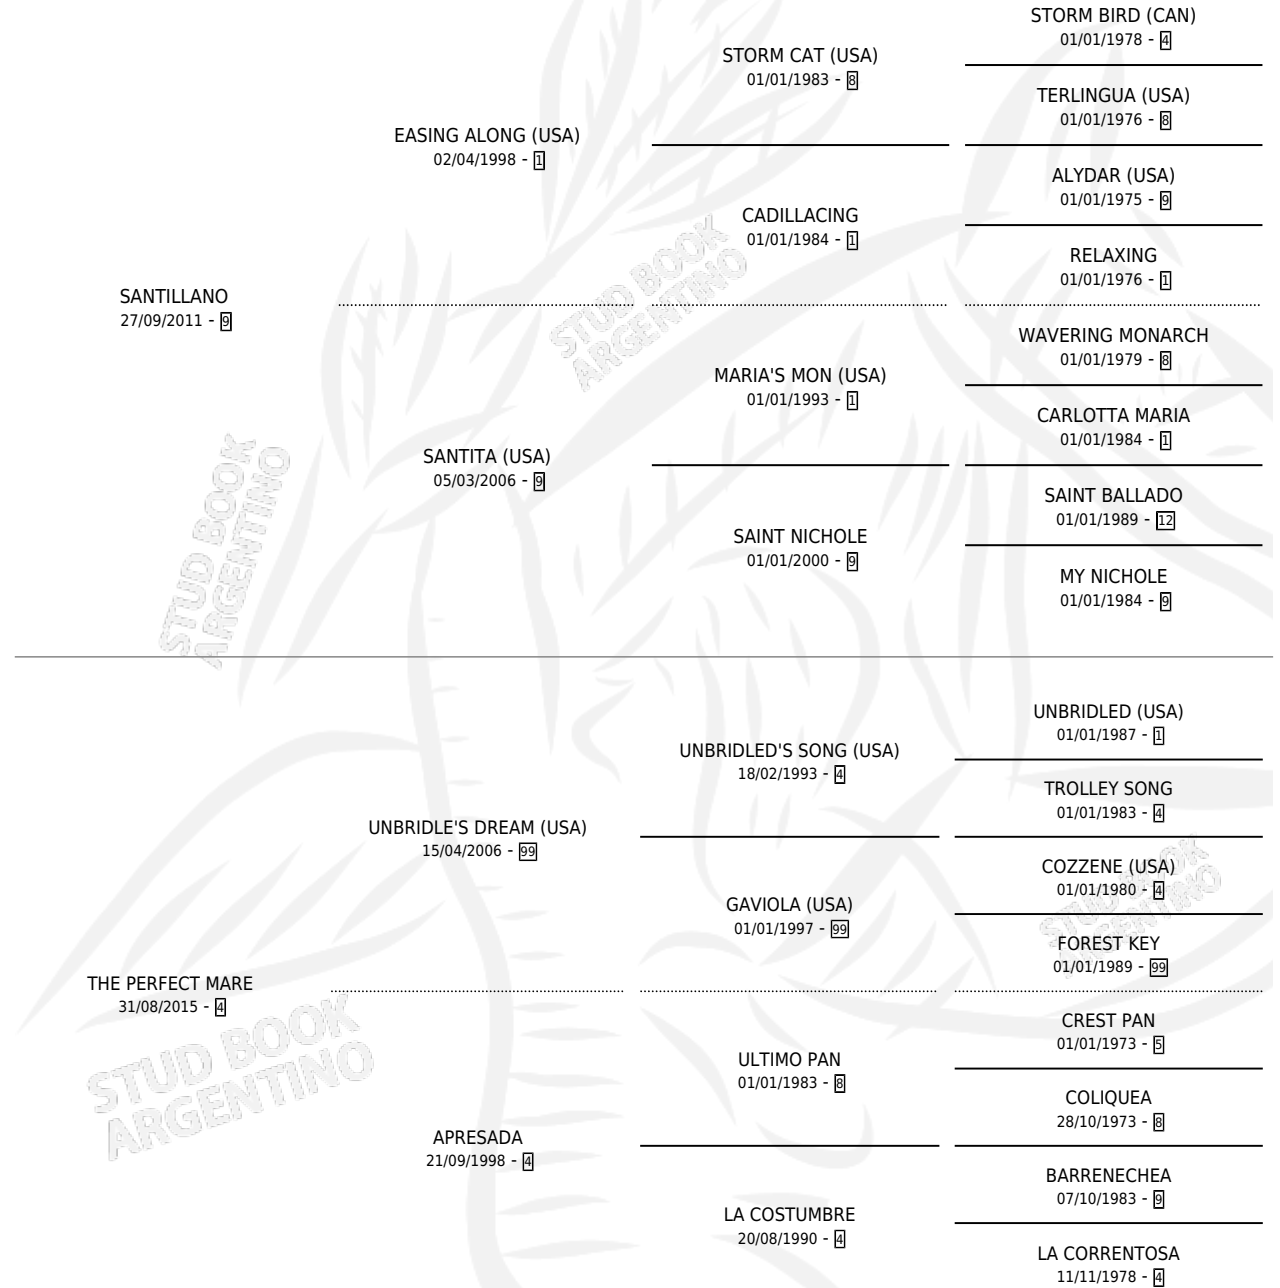 STORM BIRD (CAN)
01/01/1978 - 4
STORM CAT (USA)
01/01/1983 - 8
TERLINGUA (USA)
01/01/1976 - 8
EASING ALONG (USA)
02/04/1998 - 1
ALYDAR (USA)
01/01/1975 - 9
CADILLACING
01/01/1984 - 1
RELAXING
01/01/1976 - 1
SANTILLANO
27/09/2011 - 9
WAVERING MONARCH
01/01/1979 - 8
MARIA'S MON (USA)
01/01/1993 - 1
CARLOTTA MARIA
01/01/1984 - 1
SANTITA (USA)
05/03/2006 - 9
SAINT BALLADO
01/01/1989 - 12
SAINT NICHOLE
01/01/2000 - 9
MY NICHOLE
01/01/1984 - 9
UNBRIDLED (USA)
01/01/1987 - 1
UNBRIDLED'S SONG (USA)
18/02/1993 - 4
TROLLEY SONG
01/01/1983 - 4
UNBRIDLE'S DREAM (USA)
15/04/2006 - 99
COZZENE (USA)
01/01/1980 - 4
GAVIOLA (USA)
01/01/1997 - 99
FOREST KEY
01/01/1989 - 99
THE PERFECT MARE
31/08/2015 - 4
CREST PAN
01/01/1973 - 5
ULTIMO PAN
01/01/1983 - 8
COLIQUEA
28/10/1973 - 8
APRESADA
21/09/1998 - 4
BARRENECHEA
07/10/1983 - 9
LA COSTUMBRE
20/08/1990 - 4
LA CORRENTOSA
11/11/1978 - 4
STUD BOOK
ARGENTINO
STUD BOOK
ARGENTINO
STUD BOOK
ARGENTINO
STUD BOOK
ARGENTINO